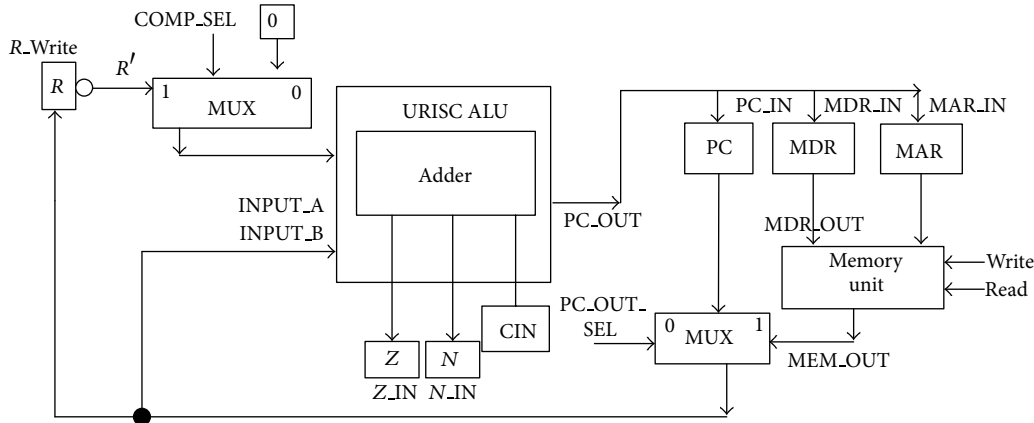 COMP_SEL
0
R_Write
R
R′
1
0
MUX
URISC ALU
Adder
INPUT_A
INPUT_B
PC_OUT
PC_IN
MDR_IN
MAR_IN
PC
MDR
MAR
MDR_OUT
Memory
unit
Write
Read
CIN
Z
N
Z_IN
N_IN
PC_OUT_
SEL
0
1
MUX
MEM_OUT